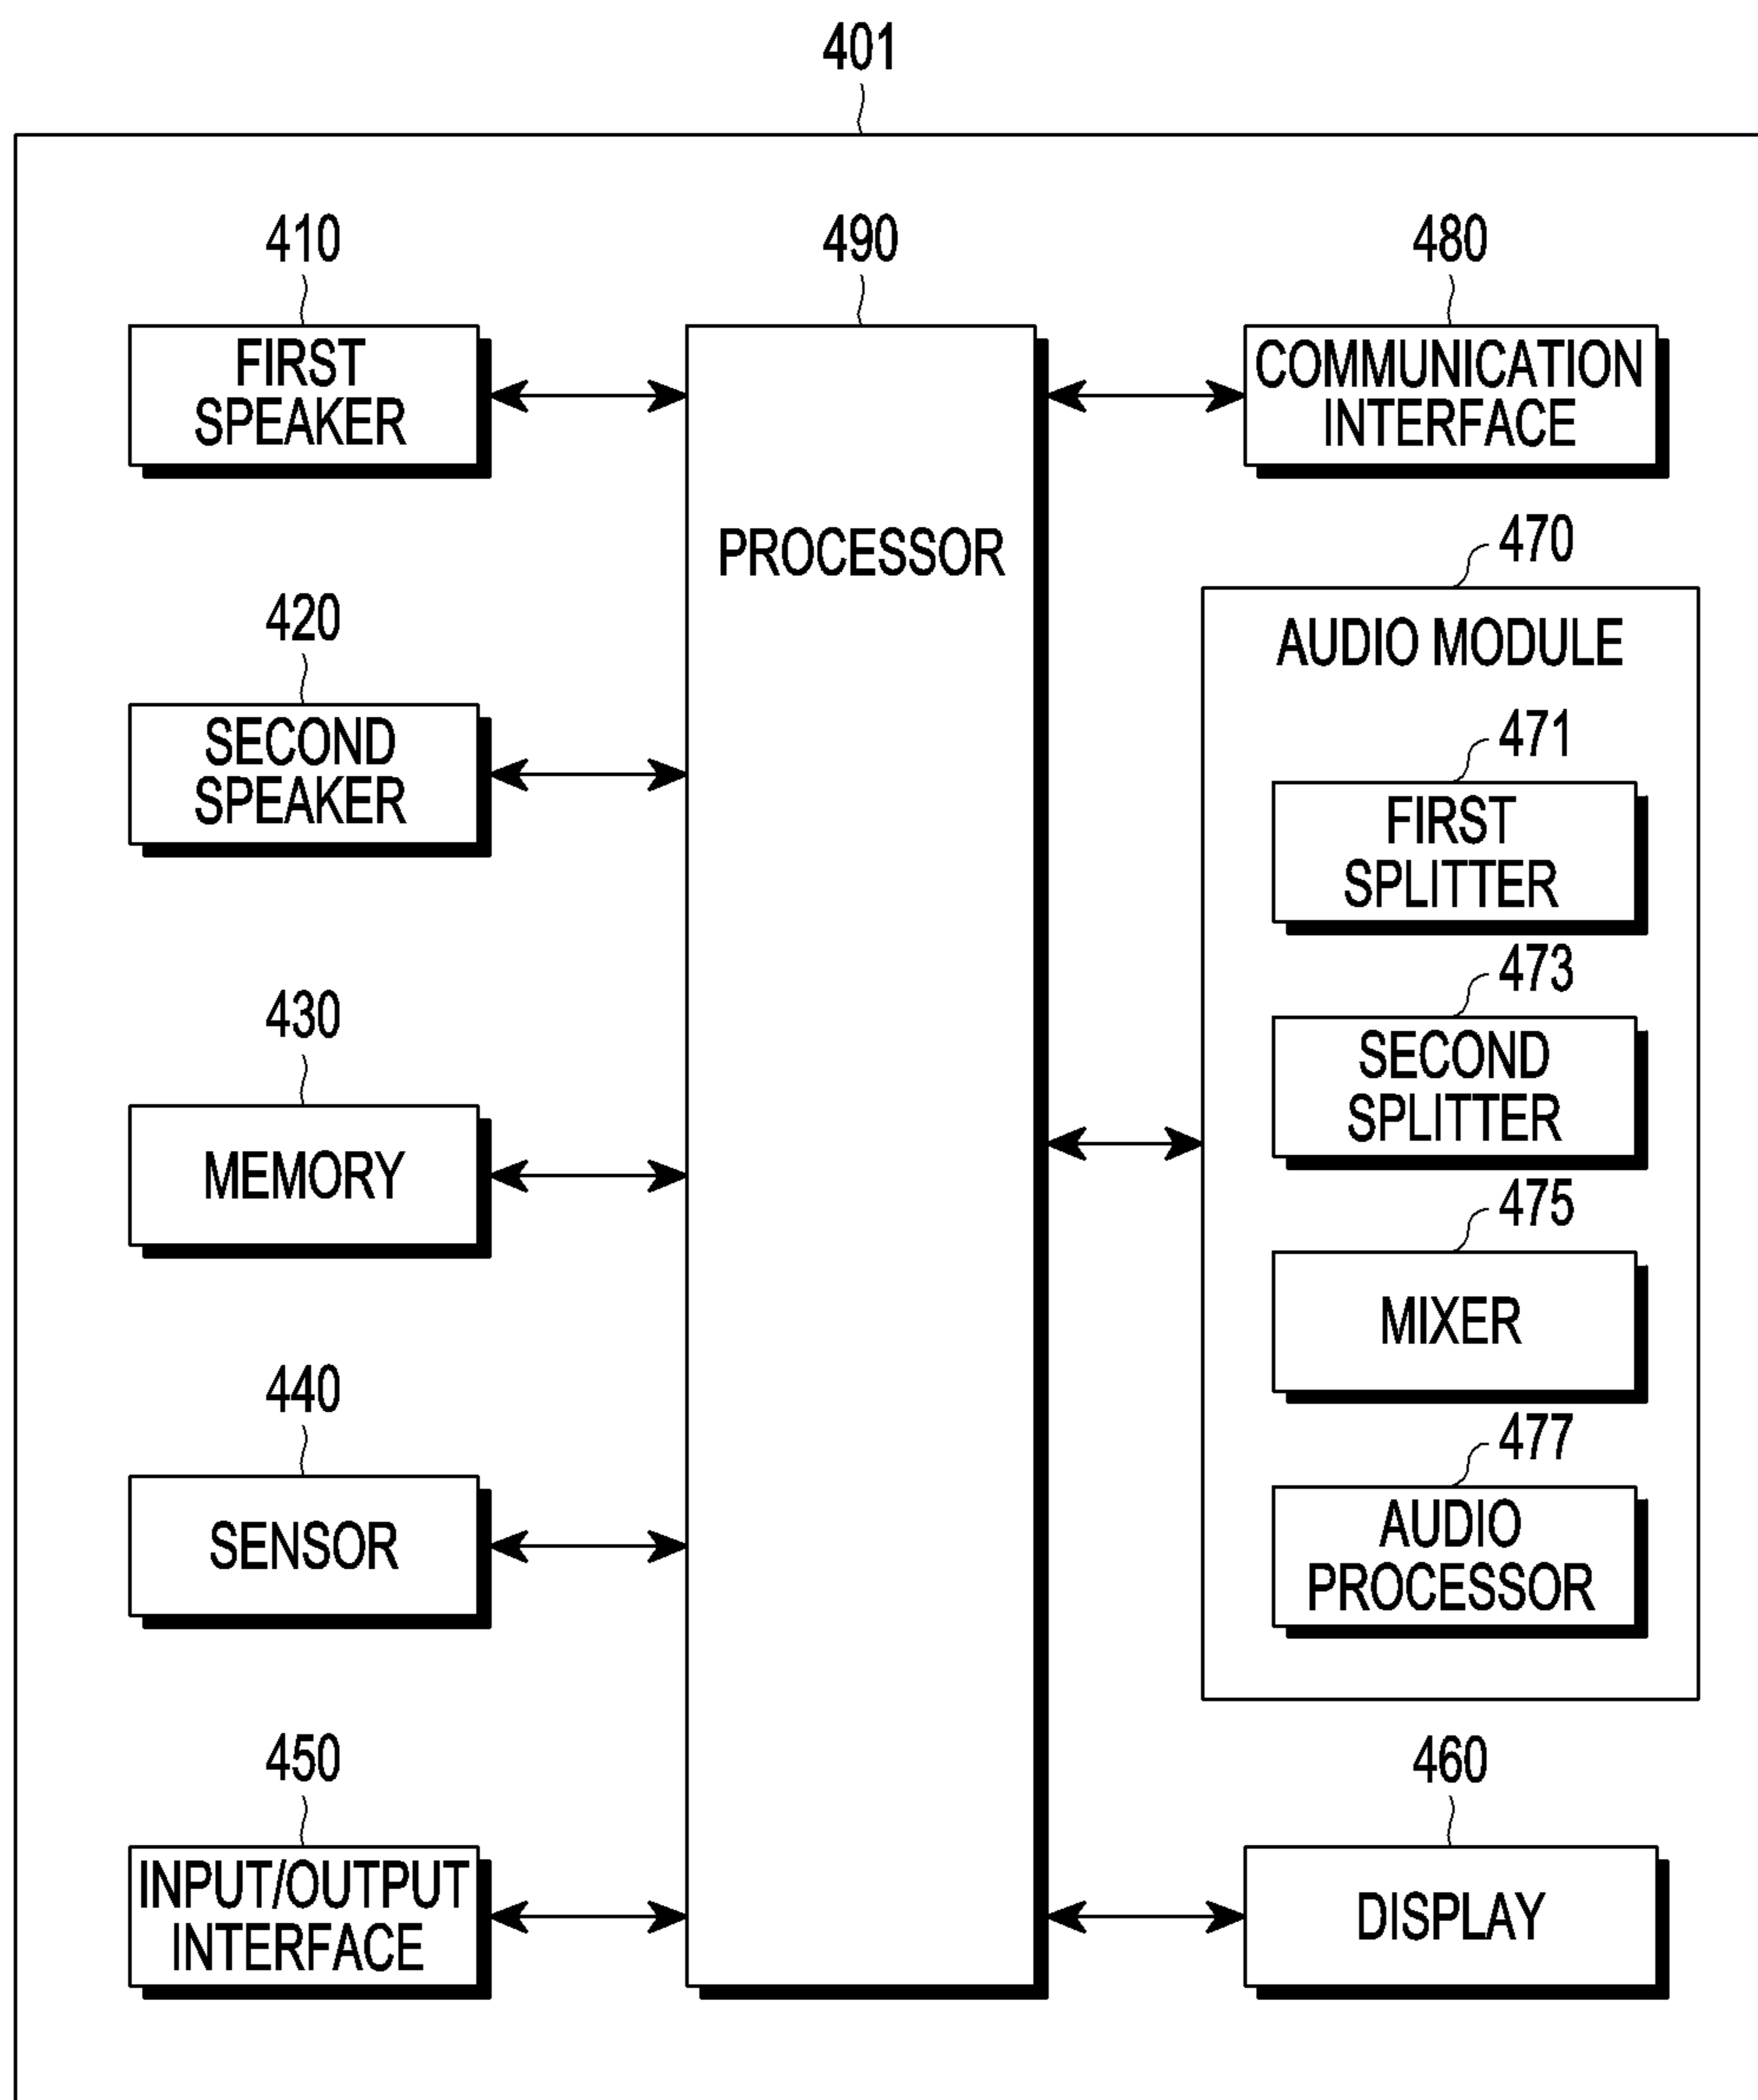 401
410
FIRST
SPEAKER
420
SECOND
SPEAKER
430
MEMORY
440
SENSOR
450
INPUT/OUTPUT
INTERFACE
490
PROCESSOR
480
COMMUNICATION
INTERFACE
470
AUDIO MODULE
471
FIRST
SPLITTER
473
SECOND
SPLITTER
475
MIXER
477
AUDIO
PROCESSOR
460
DISPLAY